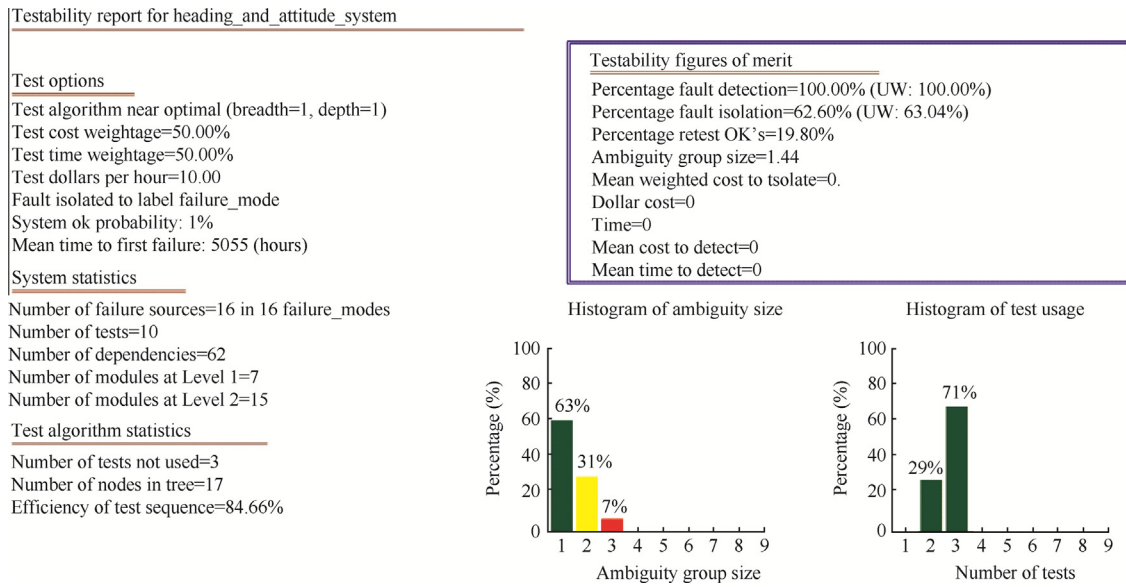 Testability report for heading_and_attitude_system
Test options
Test algorithm near optimal (breadth=1, depth=1)
Test cost weightage=50.00%
Test time weightage=50.00%
Test dollars per hour=10.00
Fault isolated to label failure_mode
System ok probability: 1%
Mean time to first failure: 5055 (hours)
System statistics
Number of failure sources=16 in 16 failure_modes
Number of tests=10
Number of dependencies=62
Number of modules at Level 1=7
Number of modules at Level 2=15
Test algorithm statistics
Number of tests not used=3
Number of nodes in tree=17
Efficiency of test sequence=84.66%
Testability figures of merit
Percentage fault detection=100.00% (UW: 100.00%)
Percentage fault isolation=62.60% (UW: 63.04%)
Percentage retest OK’s=19.80%
Ambiguity group size=1.44
Mean weighted cost to tsolate=0.
Dollar cost=0
Time=0
Mean cost to detect=0
Mean time to detect=0
Histogram of ambiguity size
Percentage (%)
100
80
60
40
20
0
63%
31%
7%
1 2 3 4 5 6 7 8 9
Ambiguity group size
Histogram of test usage
Percentage (%)
100
80
60
40
20
0
29%
71%
1 2 3 4 5 6 7 8 9
Number of tests